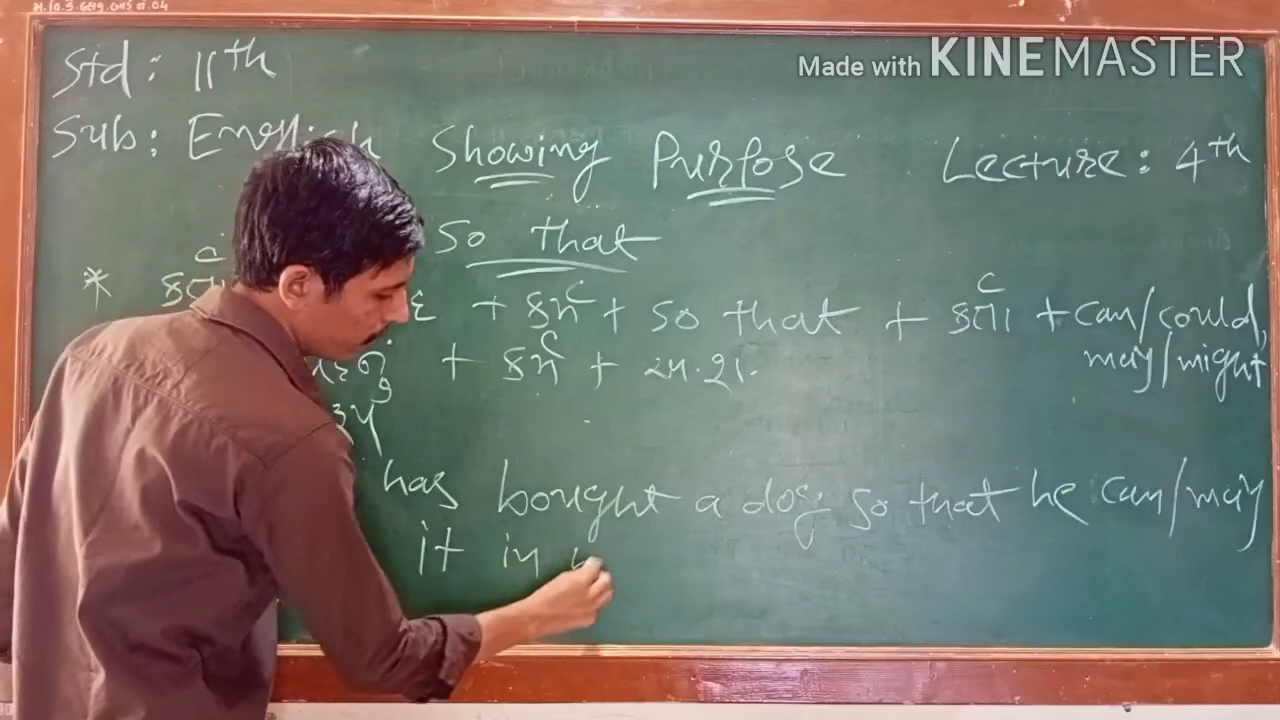 Std: 11th
Made with KINEMASTER
Sub: English Showing Purpose Lecture: 4th
So that
* + કર્મ + so that + કર્તા + can/could,
may/might
+ કર્મ + અ.શ.
has bought a dog so that he can/may
it in